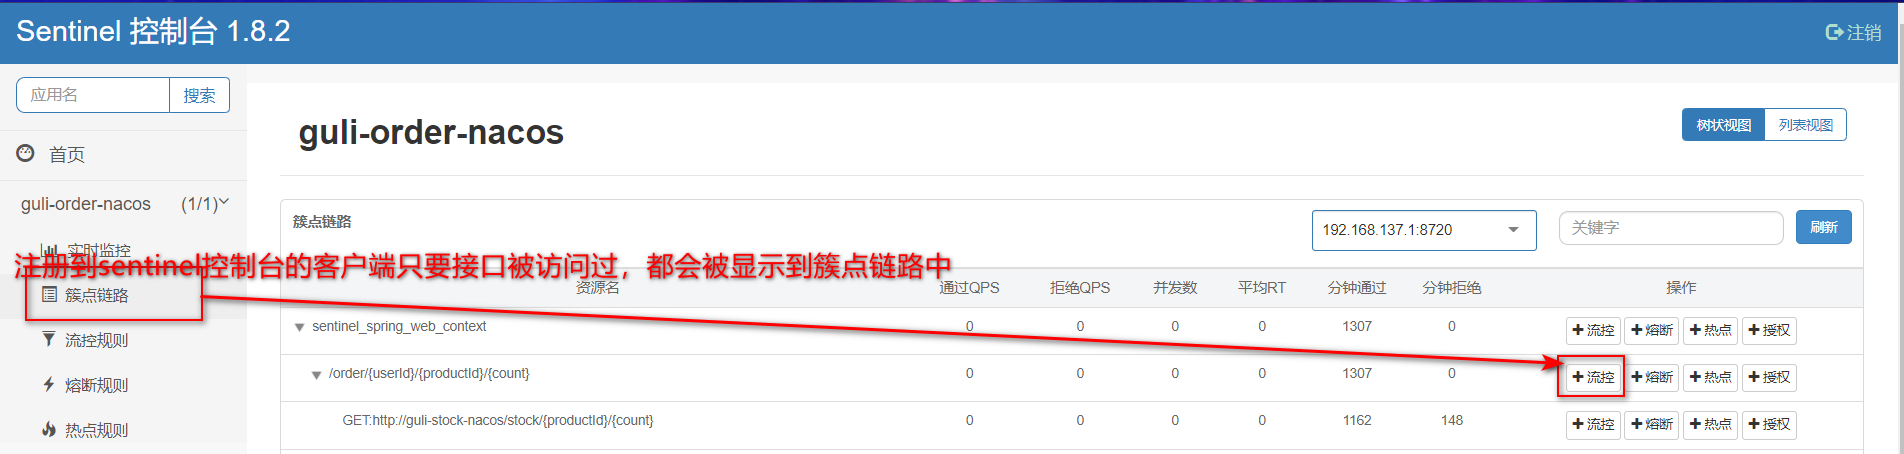 Sentinel 控制台 1.8.2
注销
应用名 搜索
首页
guli-order-nacos (1/1)
实时监控
簇点链路
流控规则
熔断规则
热点规则
guli-order-nacos
树状视图 列表视图
簇点链路
192.168.137.1:8720 关键字 刷新
注册到sentinel控制台的客户端只要接口被访问过，都会被显示到簇点链路中
资源名 通过QPS 拒绝QPS 并发数 平均RT 分钟通过 分钟拒绝 操作
sentinel_spring_web_context 0 0 0 0 1307 0 +流控 +熔断 +热点 +授权
/order/{userId}/{productId}/{count} 0 0 0 0 1307 0 +流控 +熔断 +热点 +授权
GET:http://guli-stock-nacos/stock/{productId}/{count} 0 0 0 0 1162 148 +流控 +熔断 +热点 +授权